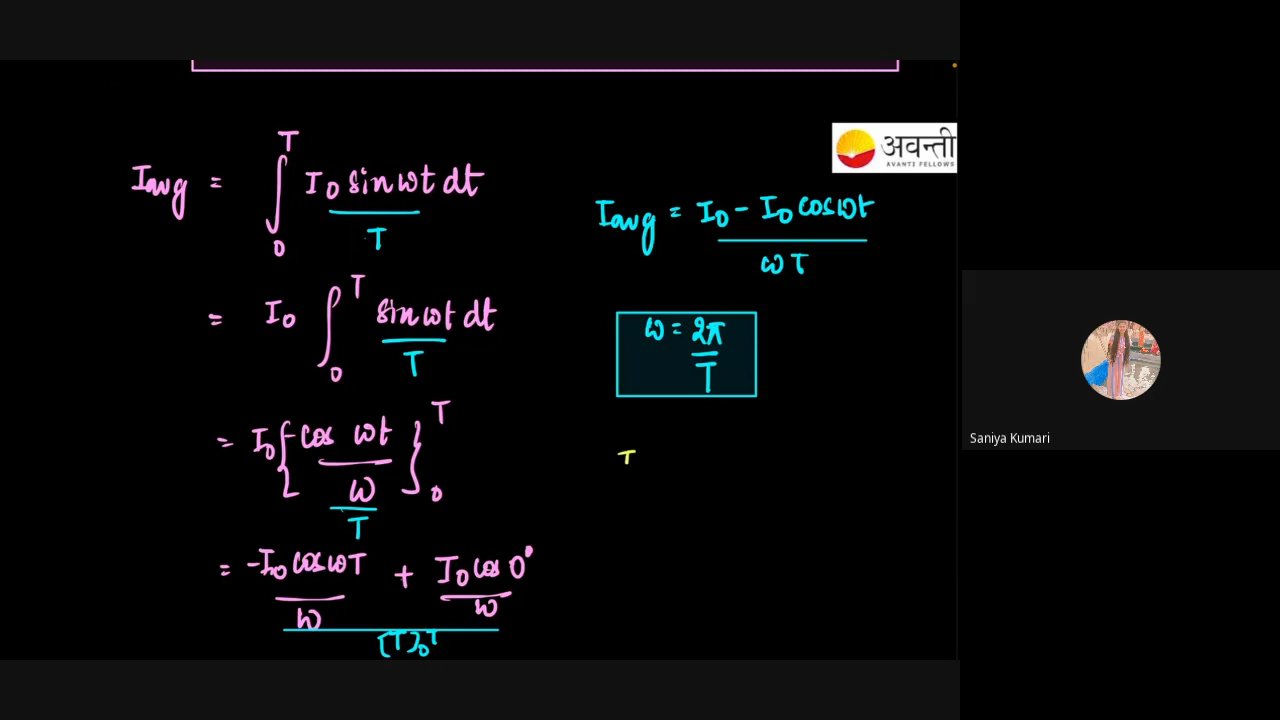 Iavg = ∫₀ᵀ I₀ sin ωt dt / T
= I₀ ∫₀ᵀ sin ωt dt / T
= I₀ {-cos ωt / ω / T}₀ᵀ
= -I₀ cos ωT / ω + I₀ cos 0° / ω
[T]₀ᵀ
अवन्ती
AVANTI FELLOWS
Iavg = I₀ - I₀ cos ωt / ωT
ω = 2π / T
Saniya Kumari